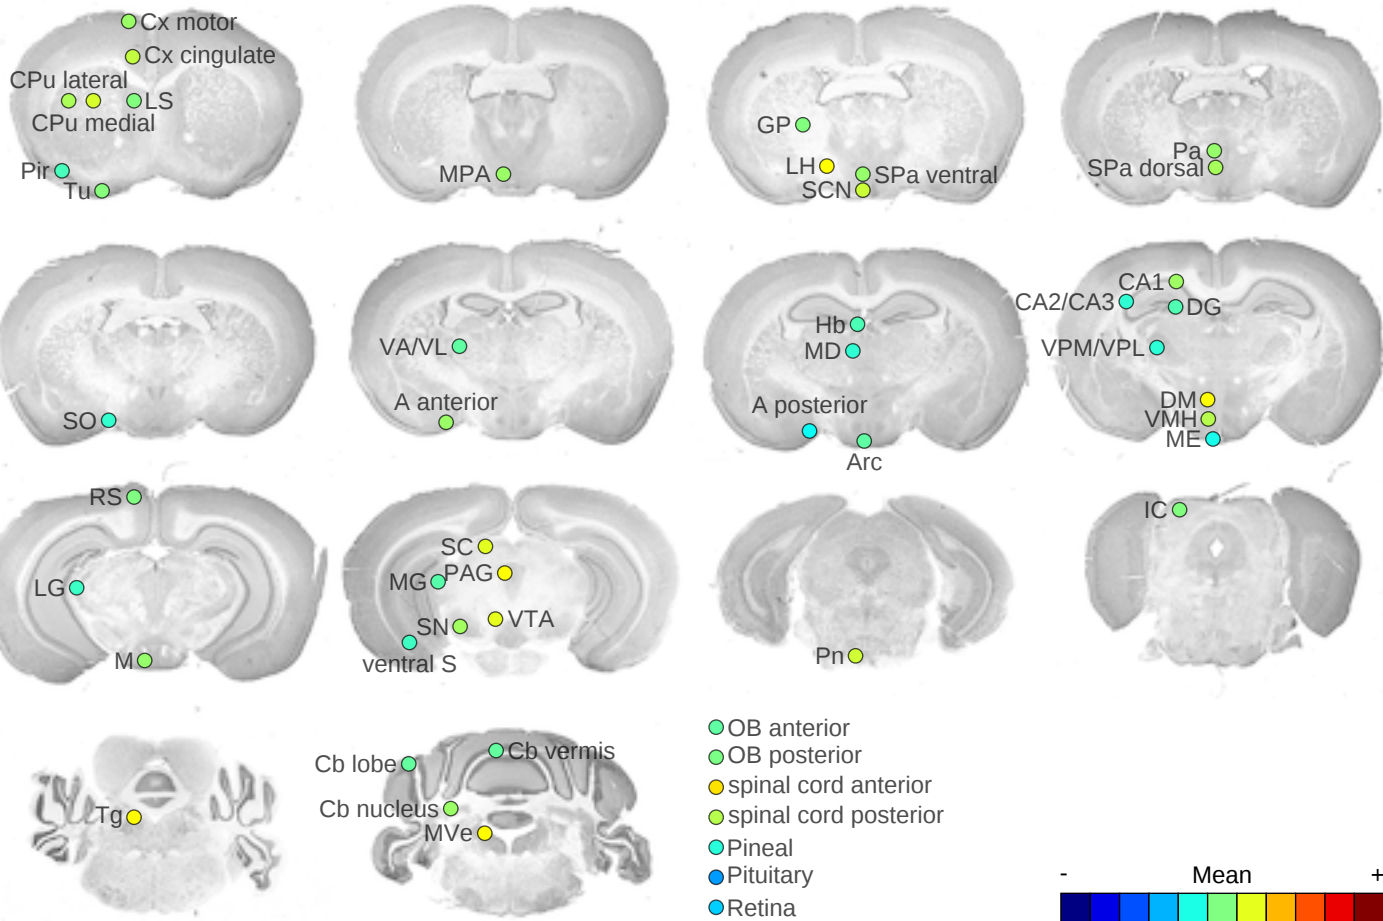 Cx motor
Cx cingulate
CPu lateral
LS
CPu medial
Pir
Tu
MPA
GP
LH
SPa ventral
SCN
Pa
SPa dorsal
SO
VA/VL
A anterior
Hb
MD
A posterior
Arc
CA1
CA2/CA3
DG
VPM/VPL
DM
VMH
ME
RS
LG
M
SC
PAG
MG
VTA
SN
ventral S
Pn
IC
Tg
Cb vermis
Cb lobe
Cb nucleus
MVe
OB anterior
OB posterior
spinal cord anterior
spinal cord posterior
Pineal
Pituitary
Retina
- Mean +